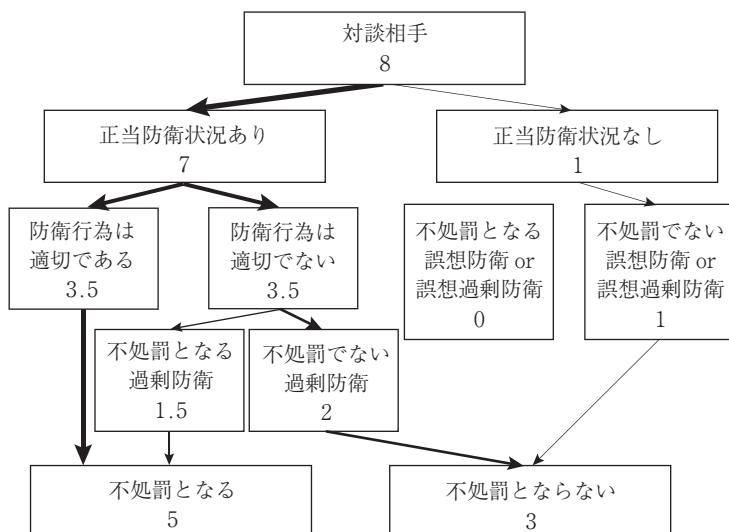 対談相手
8
正当防衛状況あり
7
正当防衛状況なし
1
防衛行為は
適切である
3.5
防衛行為は
適切でない
3.5
不処罰となる
誤想防衛 or
誤想過剰防衛
0
不処罰でない
誤想防衛 or
誤想過剰防衛
1
不処罰となる
過剰防衛
1.5
不処罰でない
過剰防衛
2
不処罰となる
5
不処罰とならない
3